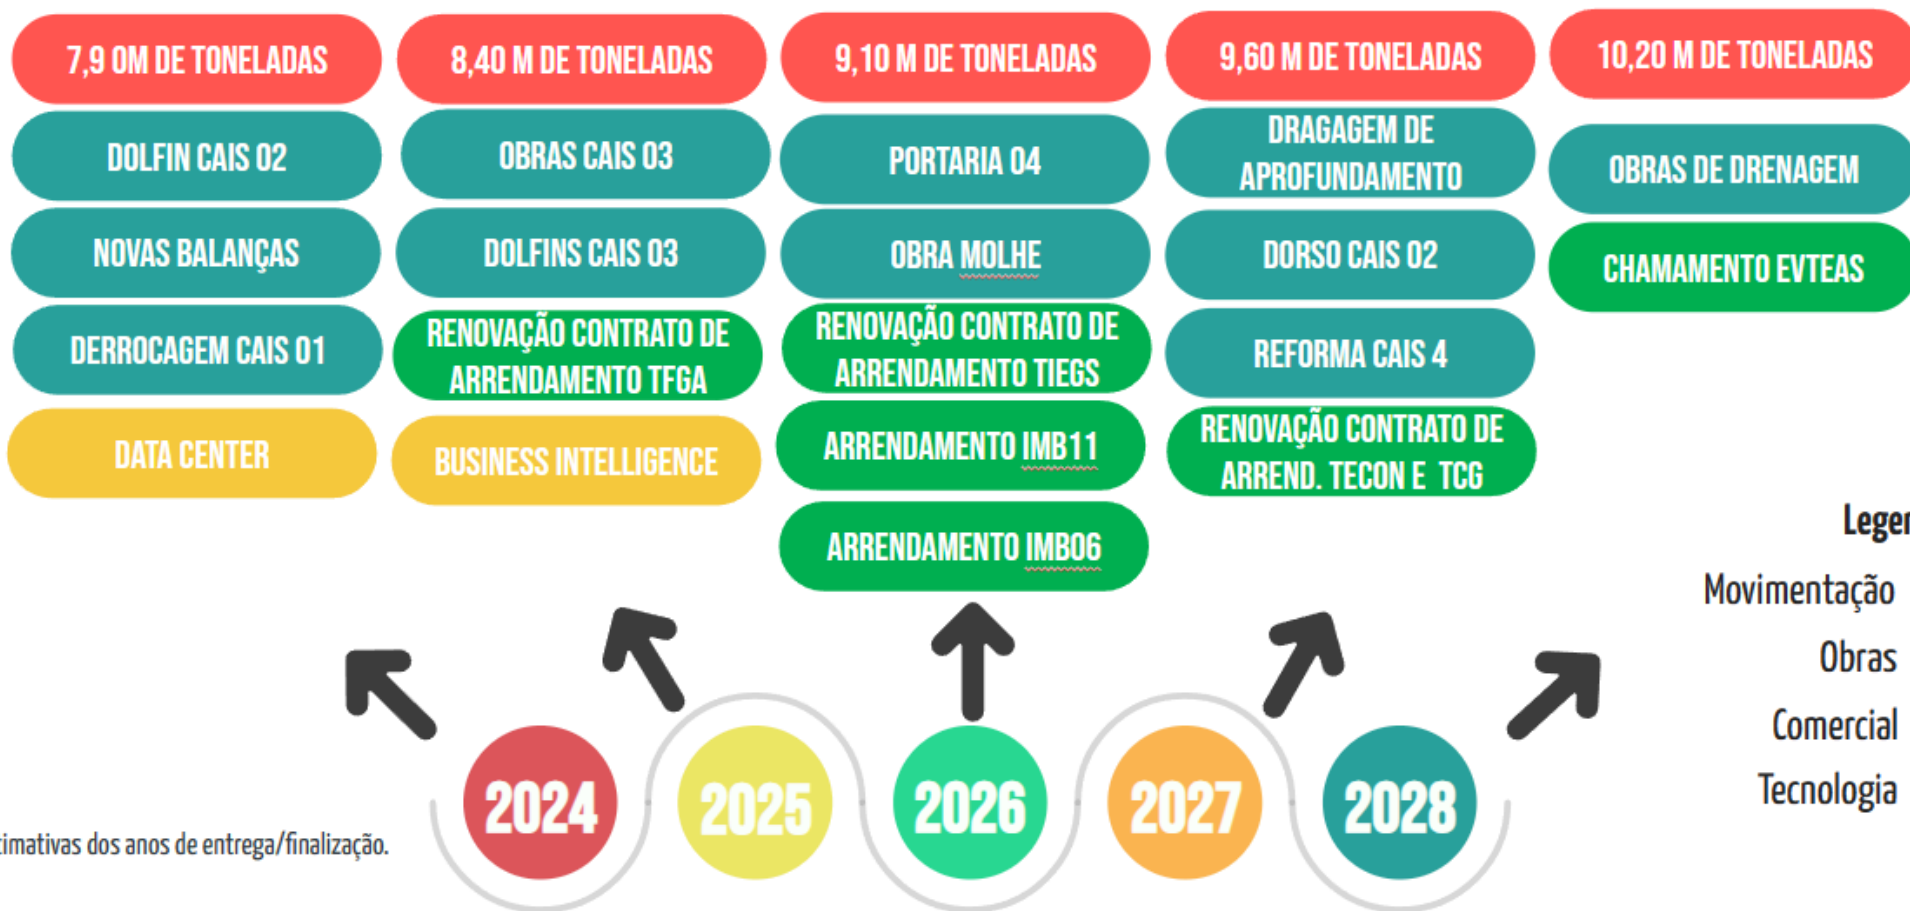 7,9 0M DE TONELADAS
DOLFIN CAIS 02
NOVAS BALANÇAS
DERROCAGEM CAIS 01
DATA CENTER
8,40 M DE TONELADAS
OBRAS CAIS 03
DOLFINS CAIS 03
RENOVAÇÃO CONTRATO DE
ARRENDAMENTO TFGA
BUSINESS INTELLIGENCE
9,10 M DE TONELADAS
PORTARIA 04
OBRA MOLHE
RENOVAÇÃO CONTRATO DE
ARRENDAMENTO TIEGS
ARRENDAMENTO IMB11
ARRENDAMENTO IMB06
9,60 M DE TONELADAS
DRAGAGEM DE
APROFUNDAMENTO
DORSO CAIS 02
REFORMA CAIS 4
RENOVAÇÃO CONTRATO DE
ARREND. TECON E TCG
10,20 M DE TONELADAS
OBRAS DE DRENAGEM
CHAMAMENTO EVTEAS
Movimentação
Obras
Comercial
Tecnologia
2024
2025
2026
2027
2028
dos anos de entrega/finalização.